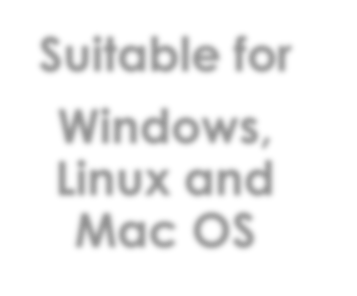 Suitable for
Windows,
Linux and
Mac OS